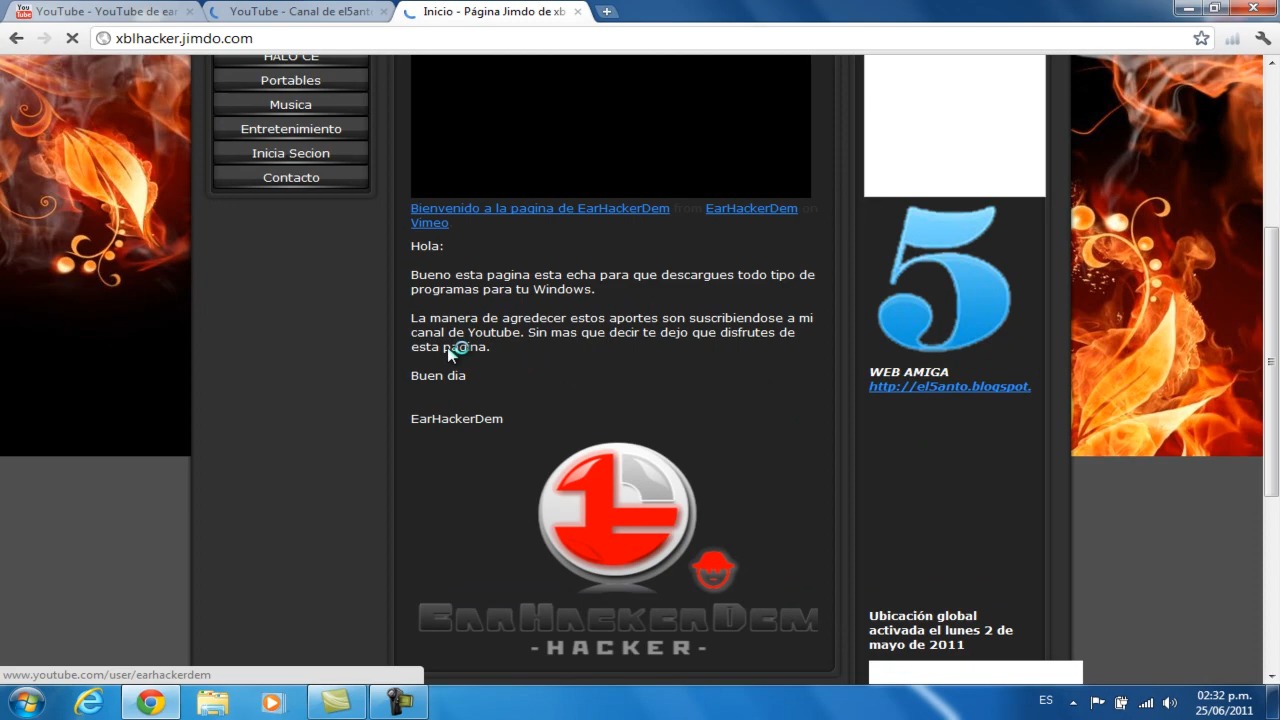 YouTube - YouTube de ear
YouTube - Canal de el5ant
Inicio - Página Jimdo de xb
xblhacker.jimdo.com
HALO CE
Portables
Musica
Entretenimiento
Inicia Secion
Contacto
Bienvenido a la pagina de EarHackerDem from EarHackerDem on
Vimeo
Hola:
Bueno esta pagina esta echa para que descargues todo tipo de
programas para tu Windows.
La manera de agredecer estos aportes son suscribiendose a mi
canal de Youtube. Sin mas que decir te dejo que disfrutes de
esta pagina.
Buen dia
EarHackerDem
EarHackerDem
-HACKER-
5
WEB AMIGA
http://el5anto.blogspot.
Ubicación global
activada el lunes 2 de
mayo de 2011
www.youtube.com/user/earhackerdem
ES
02:32 p.m.
25/06/2011